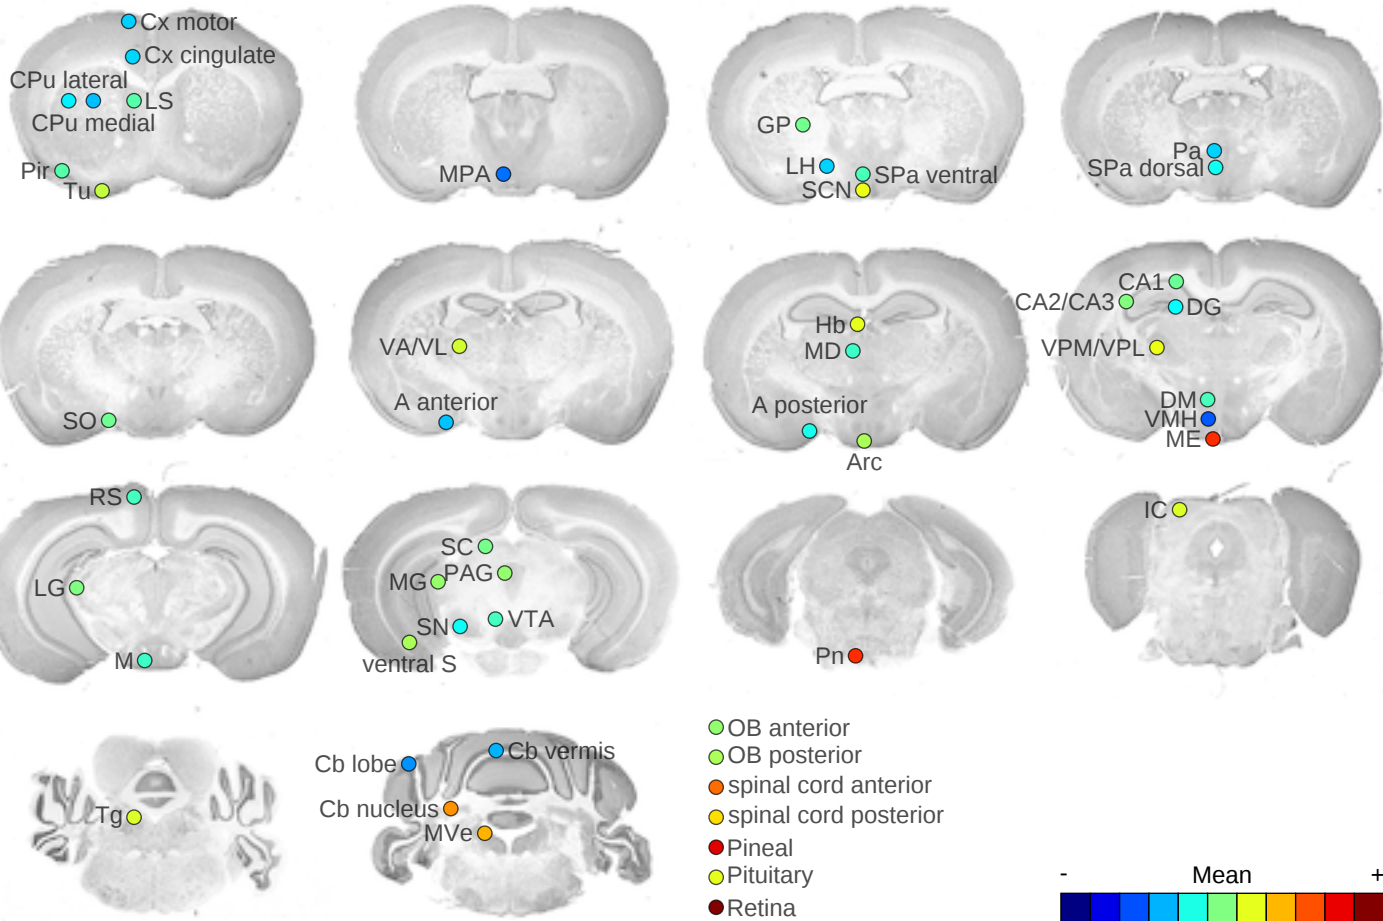 Cx motor
Cx cingulate
CPu lateral
LS
CPu medial
Pir
Tu
MPA
GP
LH
SPa ventral
SCN
Pa
SPa dorsal
SO
VA/VL
A anterior
Hb
MD
A posterior
Arc
CA1
CA2/CA3
DG
VPM/VPL
DM
VMH
ME
RS
LG
M
SC
PAG
MG
SN
VTA
ventral S
Pn
IC
Tg
Cb lobe
Cb vermis
Cb nucleus
MVe
OB anterior
OB posterior
spinal cord anterior
spinal cord posterior
Pineal
Pituitary
Retina
- Mean +